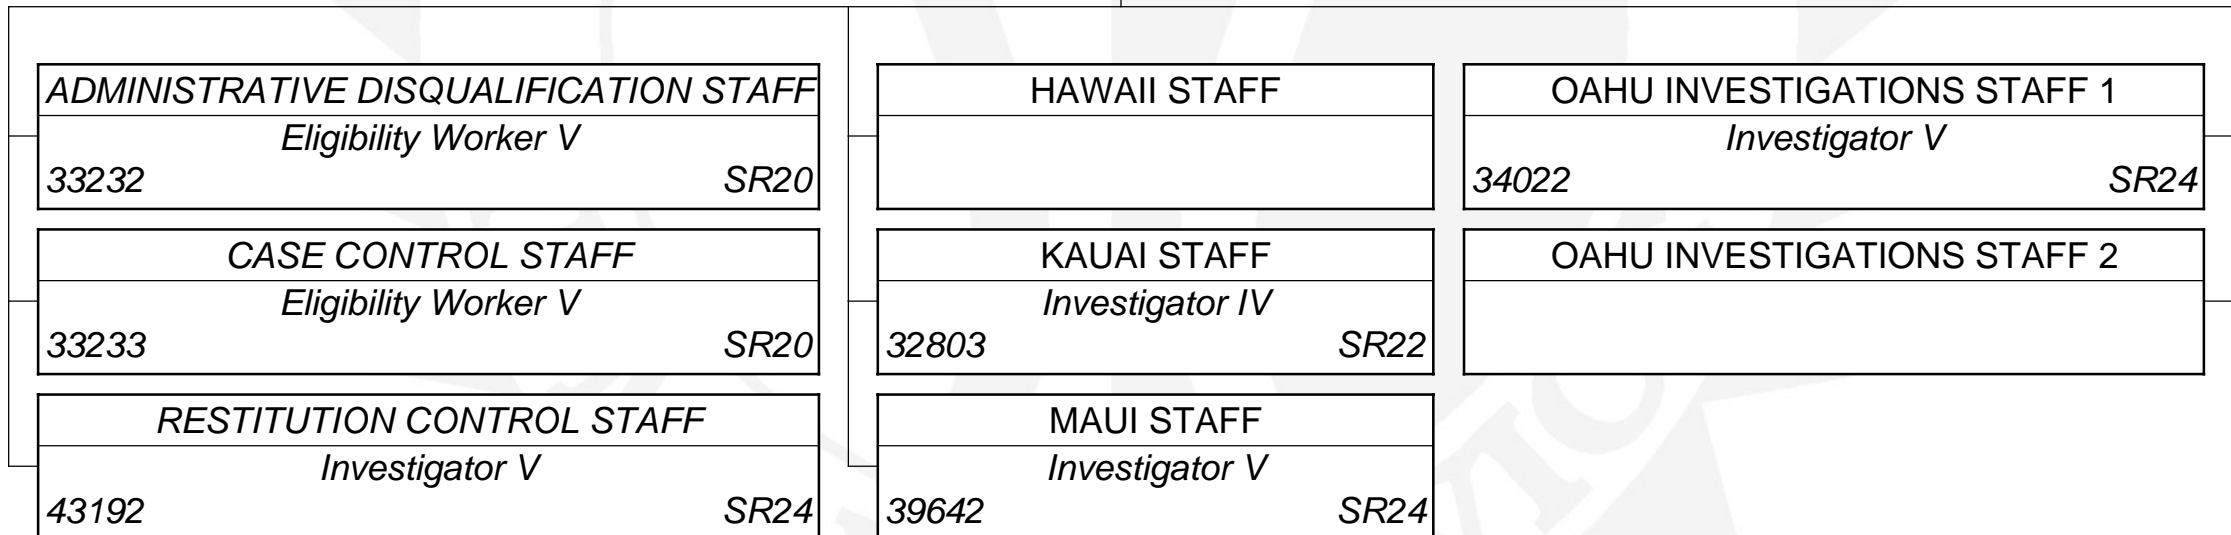 ADMINISTRATIVE DISQUALIFICATION STAFF
Eligibility Worker V
33232 SR20
CASE CONTROL STAFF
Eligibility Worker V
33233 SR20
RESTITUTION CONTROL STAFF
Investigator V
43192 SR24
HAWAII STAFF
KAUAI STAFF
Investigator IV
32803 SR22
MAUI STAFF
Investigator V
39642 SR24
OAHU INVESTIGATIONS STAFF 1
Investigator V
34022 SR24
OAHU INVESTIGATIONS STAFF 2